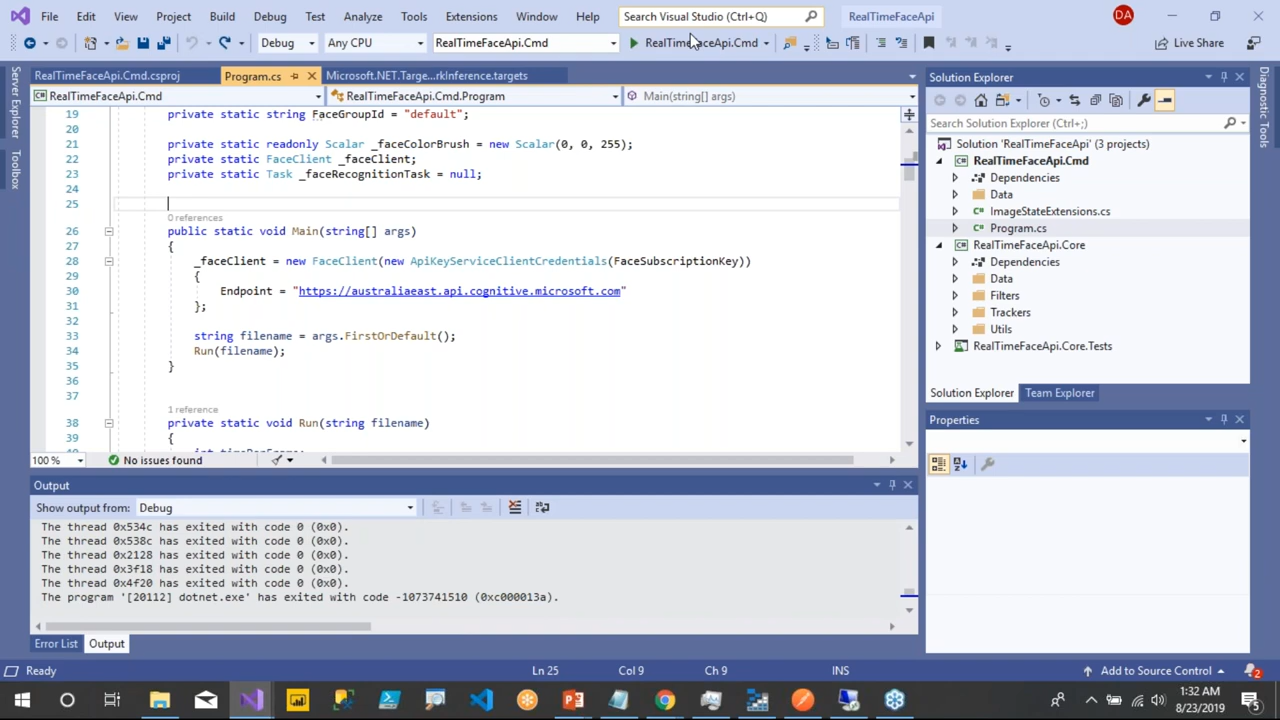 File Edit View Project Build Debug Test Analyze Tools Extensions Window Help Search Visual Studio (Ctrl+Q) RealTimeFaceApi DA
Debug Any CPU RealTimeFaceApi.Cmd RealTimeFaceApi.Cmd Live Share
Server Explorer
Toolbox
RealTimeFaceApi.Cmd.csproj Program.cs Microsoft.NET.Targe...rkInference.targets
RealTimeFaceApi.Cmd RealTimeFaceApi.Cmd.Program Main(string[] args)
19 private static string FaceGroupId = "default";
20
21 private static readonly Scalar _faceColorBrush = new Scalar(0, 0, 255);
22 private static FaceClient _faceClient;
23 private static Task _faceRecognitionTask = null;
24
25
0 references
26 public static void Main(string[] args)
27 {
28 _faceClient = new FaceClient(new ApiKeyServiceClientCredentials(FaceSubscriptionKey))
29 {
30 Endpoint = "https://australiaeast.api.cognitive.microsoft.com"
31 };
32
33 string filename = args.FirstOrDefault();
34 Run(filename);
35 }
36
37
1 reference
38 private static void Run(string filename)
39 {
100 % No issues found
Output
Show output from: Debug
The thread 0x534c has exited with code 0 (0x0).
The thread 0x538c has exited with code 0 (0x0).
The thread 0x2128 has exited with code 0 (0x0).
The thread 0x3f18 has exited with code 0 (0x0).
The thread 0x4f20 has exited with code 0 (0x0).
The program '[20112] dotnet.exe' has exited with code -1073741510 (0xc000013a).
Error List Output
Solution Explorer
Search Solution Explorer (Ctrl+;)
Solution 'RealTimeFaceApi' (3 projects)
RealTimeFaceApi.Cmd
Dependencies
Data
ImageStateExtensions.cs
Program.cs
RealTimeFaceApi.Core
Dependencies
Data
Filters
Trackers
Utils
RealTimeFaceApi.Core.Tests
Solution Explorer Team Explorer
Properties
Diagnostic Tools
Ready Ln 25 Col 9 Ch 9 INS Add to Source Control 2
1:32 AM
8/23/2019
5